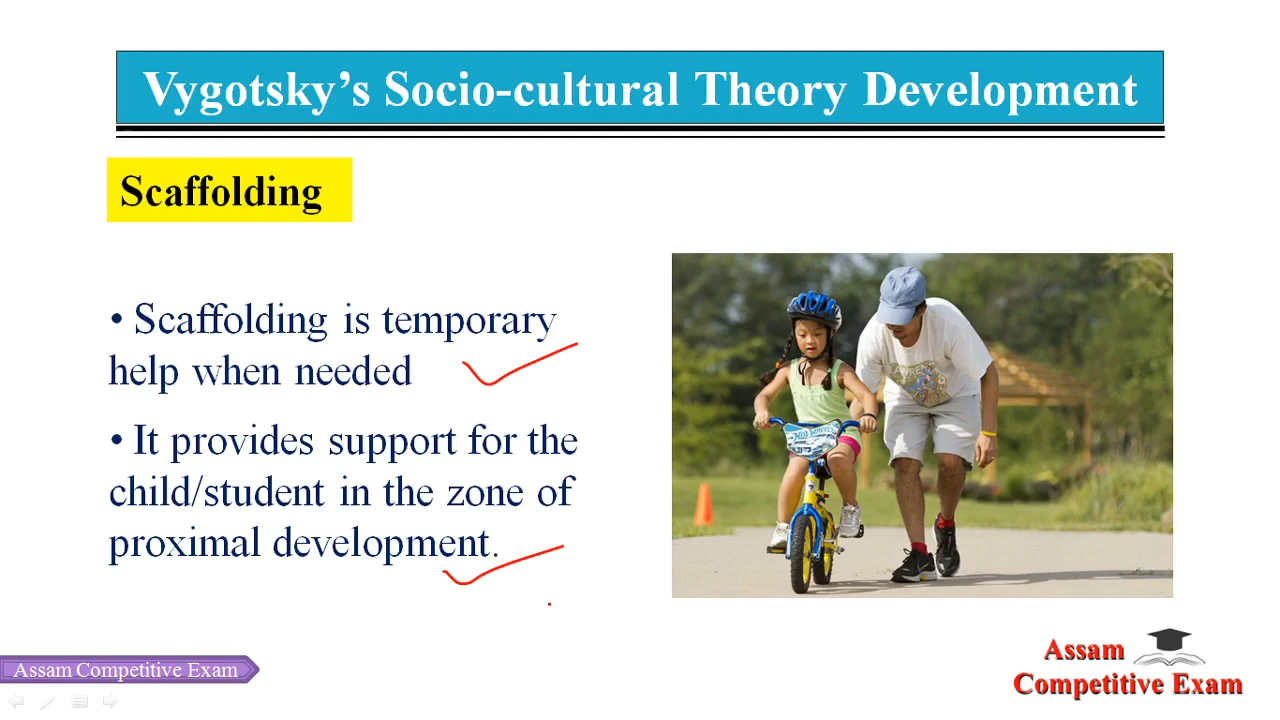 Vygotsky’s Socio-cultural Theory Development
Scaffolding
• Scaffolding is temporary
help when needed
• It provides support for the
child/student in the zone of
proximal development.
Assam Competitive Exam
Assam
Competitive Exam